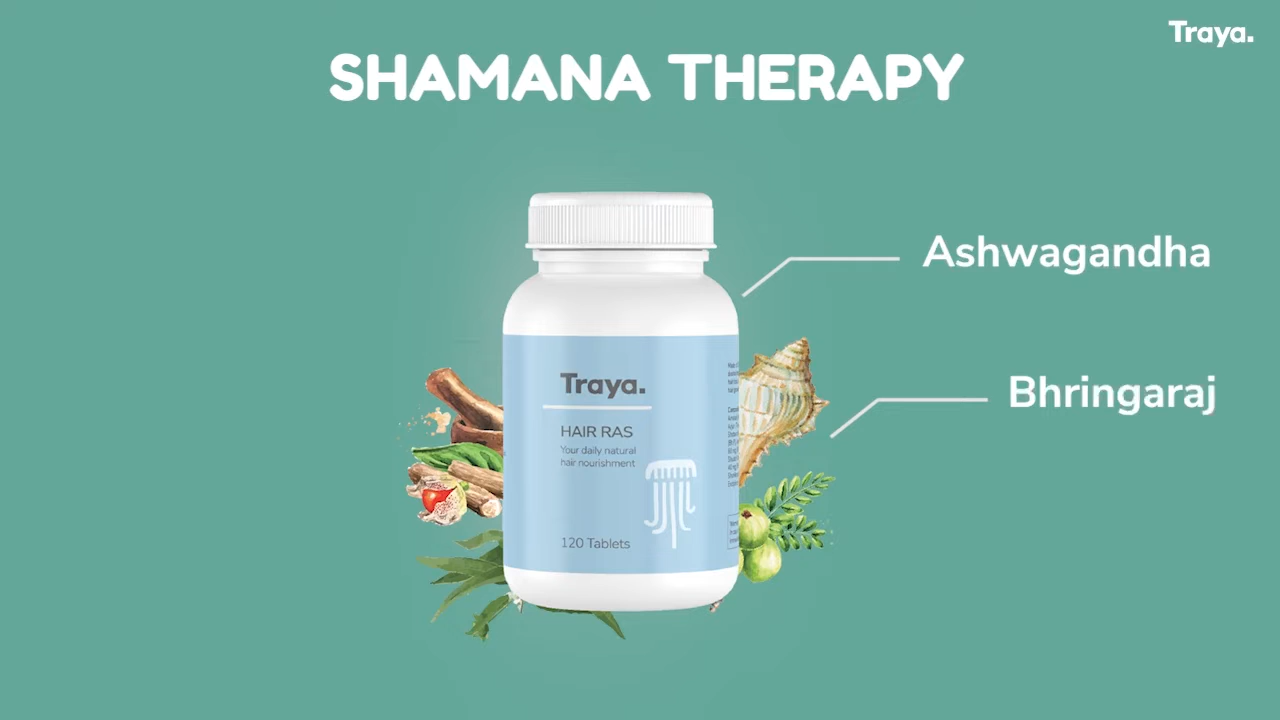 Traya.
SHAMANA THERAPY
Ashwagandha
Bhringaraj
Traya.
HAIR RAS
Your daily natural
hair nourishment
120 Tablets